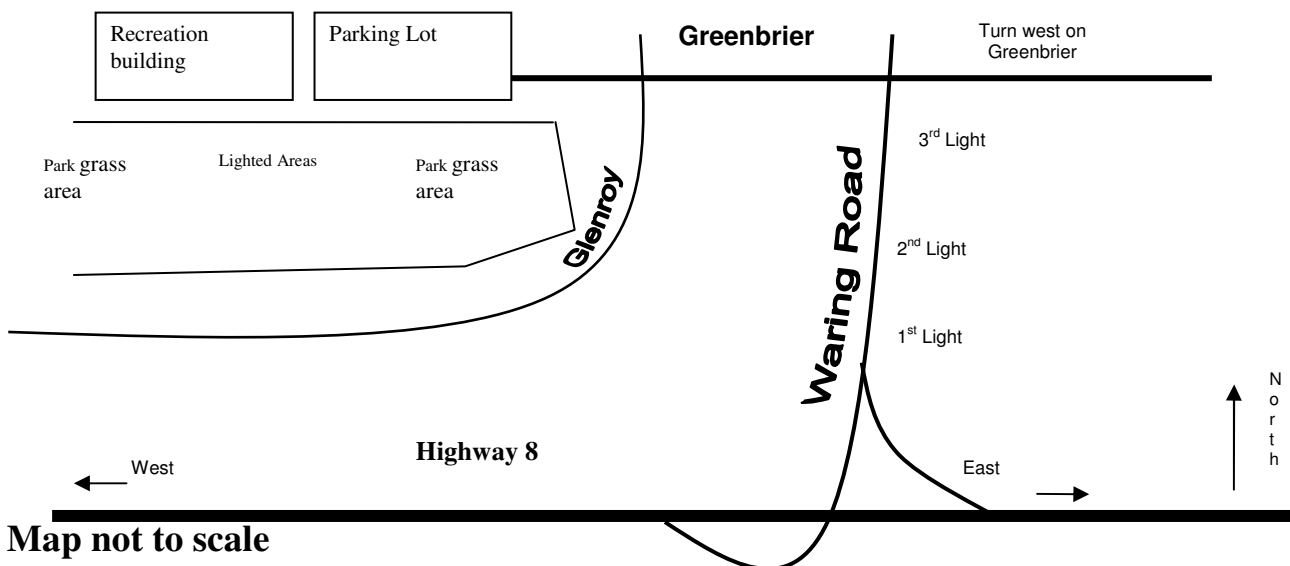 Recreation
building
Parking Lot
Greenbrier
Turn west on
Greenbrier
3rd Light
Park grass
area
Lighted Areas
Park grass
area
Glenroy
Waring Road
2nd Light
1st Light
North
Highway 8
West
East
Map not to scale